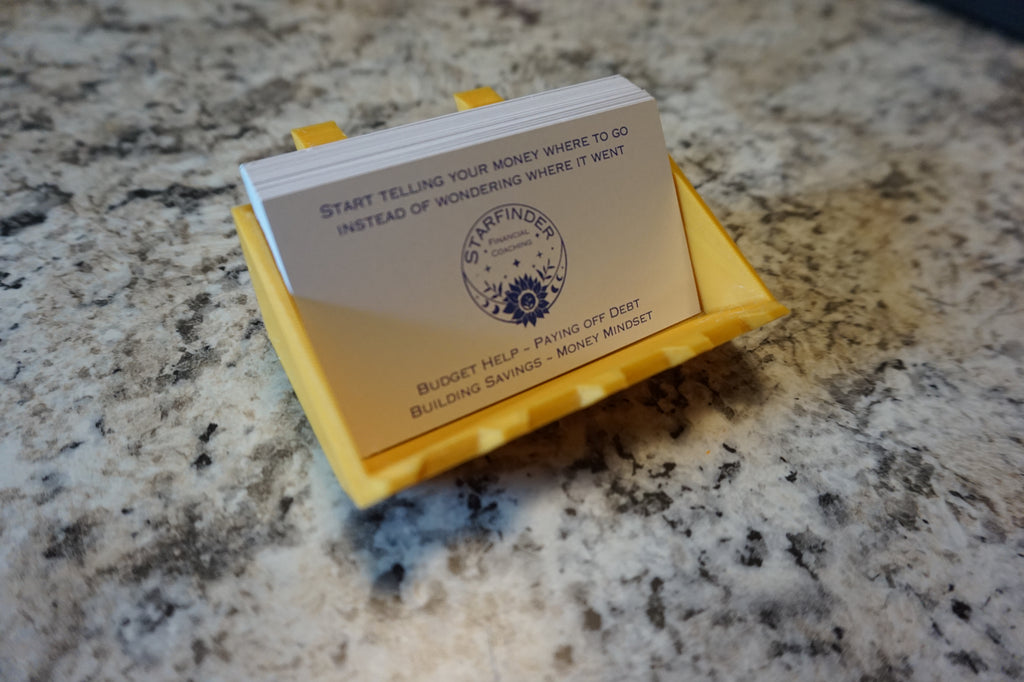 START TELLING YOUR MONEY WHERE TO GO
INSTEAD OF WONDERING WHERE IT WENT
STARFINDER
FINANCIAL
COACHING
BUDGET HELP ~ PAYING OFF DEBT
BUILDING SAVINGS ~ MONEY MINDSET